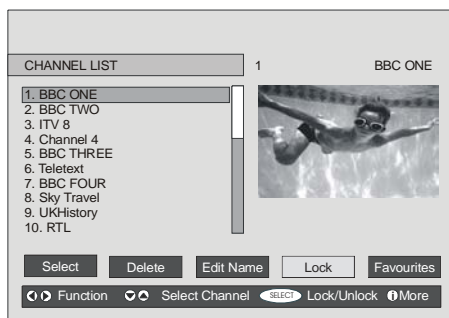 CHANNEL LIST 1 BBC ONE
1. BBC ONE
2. BBC TWO
3. ITV 8
4. Channel 4
5. BBC THREE
6. Teletext
7. BBC FOUR
8. Sky Travel
9. UKHistory
10. RTL
Select Delete Edit Name Lock Favourites
Function Select Channel SELECT Lock/Unlock i More